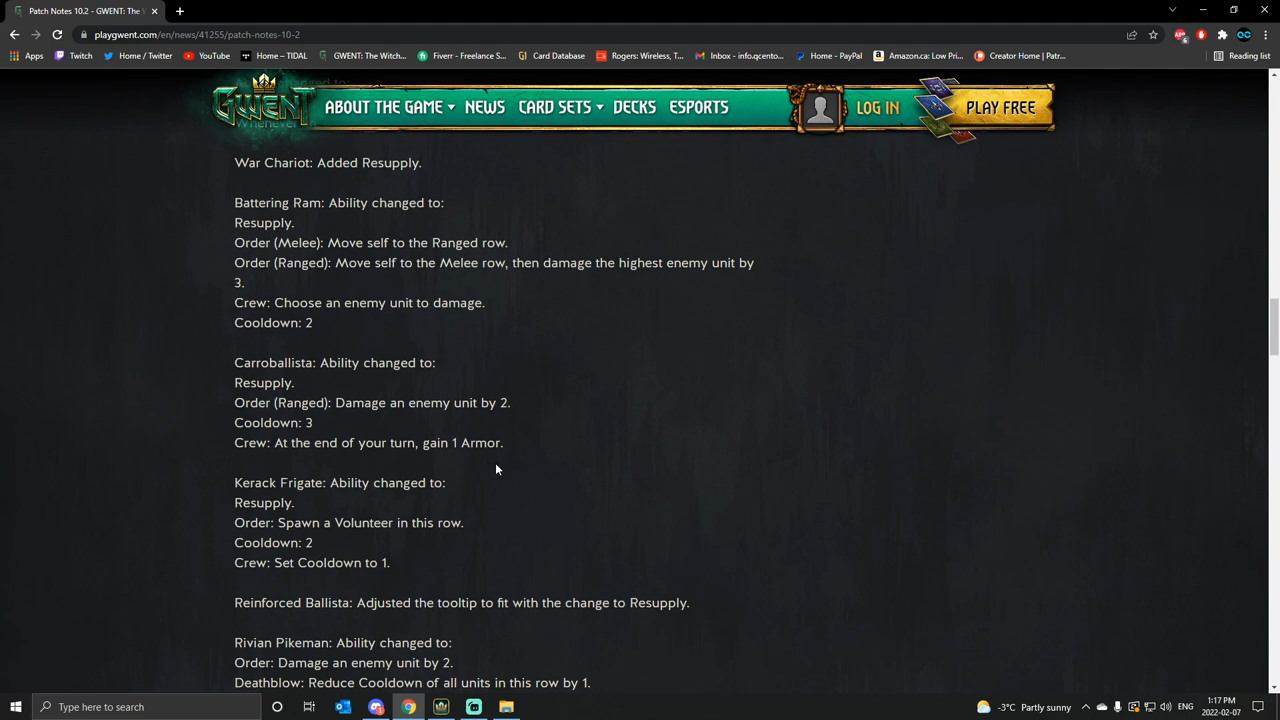 Patch Notes 10.2 - GWENT: The
playgwent.com/en/news/41255/patch-notes-10-2
Apps Twitch Home / Twitter YouTube Home – TIDAL GWENT: The Witch... Fiverr - Freelance S... Card Database Rogers: Wireless, T... Inbox - info.qcento... Home - PayPal Amazon.ca: Low Pri... Creator Home | Patr... Reading list
GWENT ABOUT THE GAME NEWS CARD SETS DECKS ESPORTS LOG IN PLAY FREE
War Chariot: Added Resupply.
Battering Ram: Ability changed to:
Resupply.
Order (Melee): Move self to the Ranged row.
Order (Ranged): Move self to the Melee row, then damage the highest enemy unit by
3.
Crew: Choose an enemy unit to damage.
Cooldown: 2
Carroballista: Ability changed to:
Resupply.
Order (Ranged): Damage an enemy unit by 2.
Cooldown: 3
Crew: At the end of your turn, gain 1 Armor.
Kerack Frigate: Ability changed to:
Resupply.
Order: Spawn a Volunteer in this row.
Cooldown: 2
Crew: Set Cooldown to 1.
Reinforced Ballista: Adjusted the tooltip to fit with the change to Resupply.
Rivian Pikeman: Ability changed to:
Order: Damage an enemy unit by 2.
Deathblow: Reduce Cooldown of all units in this row by 1.
Type here to search
-3°C Partly sunny
ENG
1:17 PM
2022-02-07